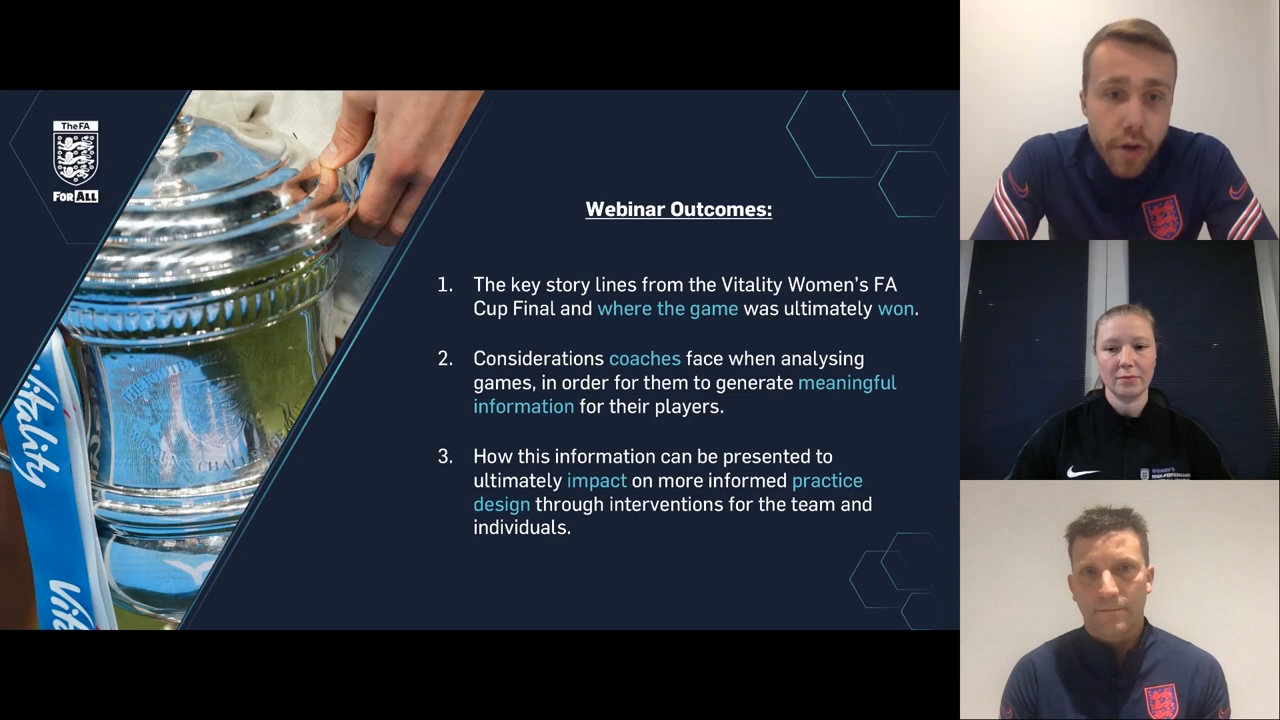 TheFA
FOR ALL
Vitality
Webinar Outcomes:
1. The key story lines from the Vitality Women's FA
Cup Final and where the game was ultimately won.
2. Considerations coaches face when analysing
games, in order for them to generate meaningful
information for their players.
3. How this information can be presented to
ultimately impact on more informed practice
design through interventions for the team and
individuals.
WOMEN'S